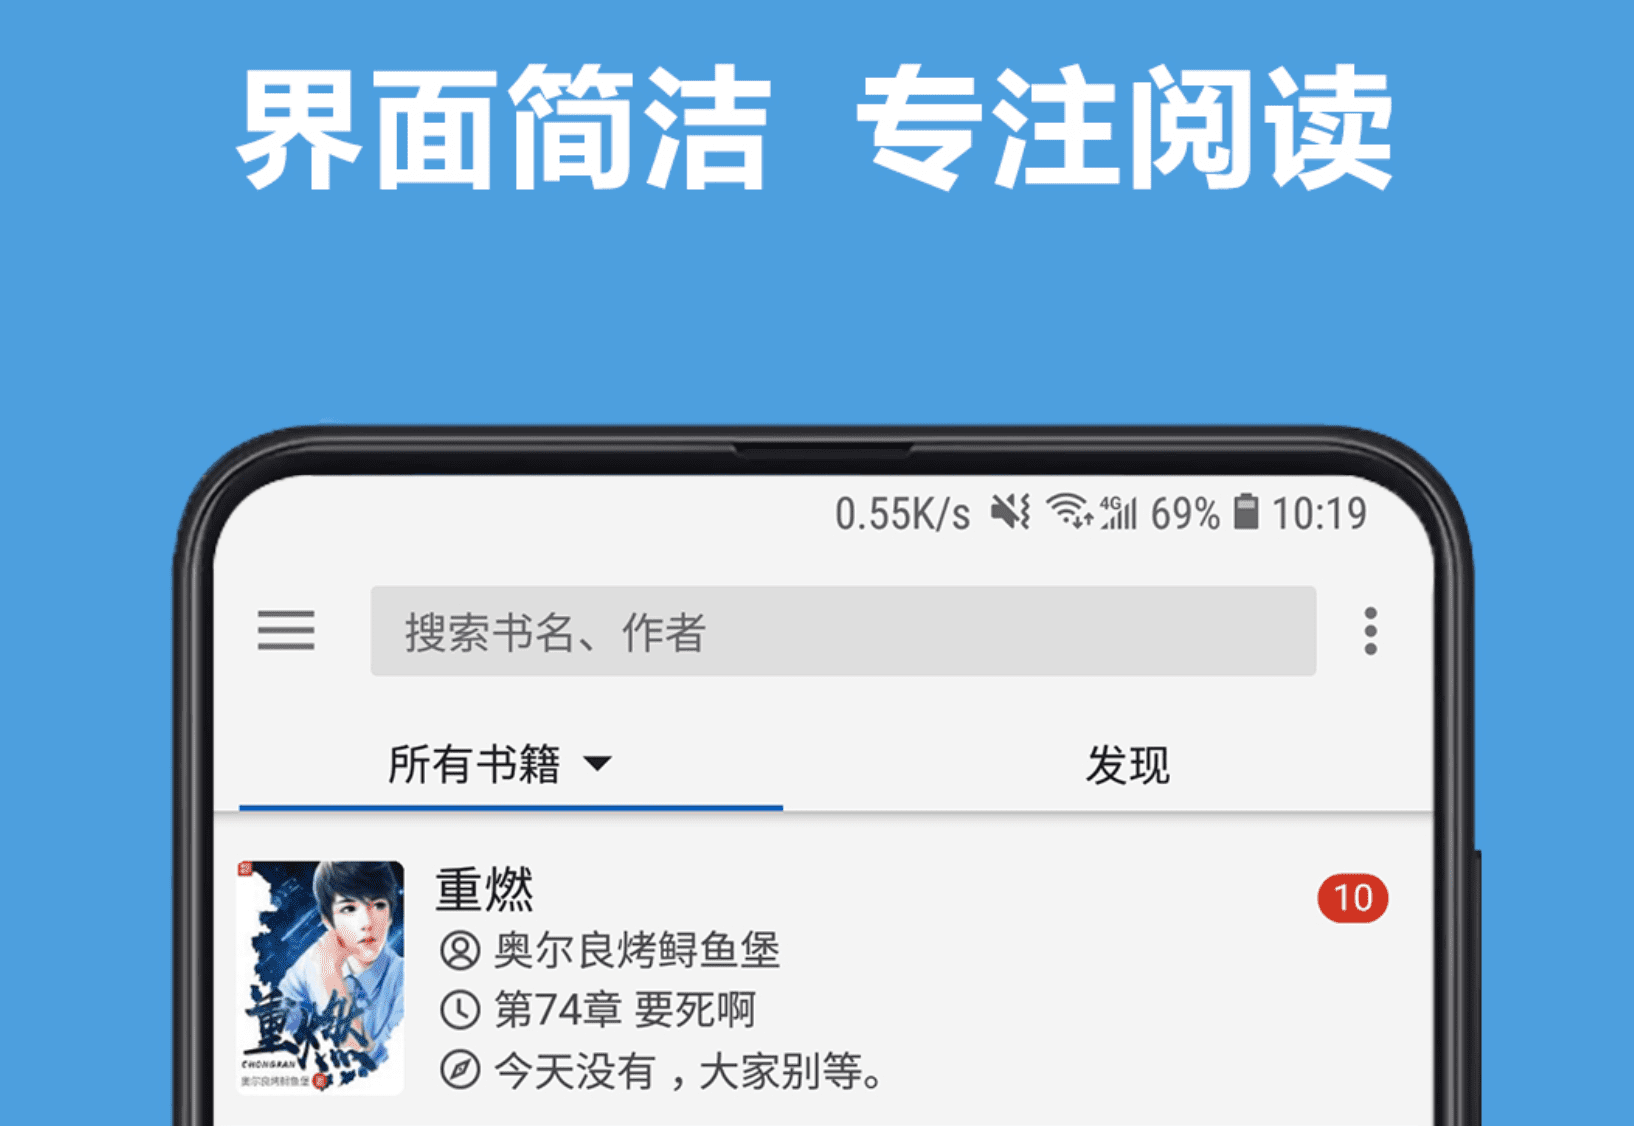 界面简洁 专注阅读
0.55K/s 4G 69% 10:19
搜索书名、作者
所有书籍 发现
重燃
10
奥尔良烤鲟鱼堡
第74章 要死啊
今天没有，大家别等。
重燃
CHONGRAN
奥尔良烤鲟鱼堡